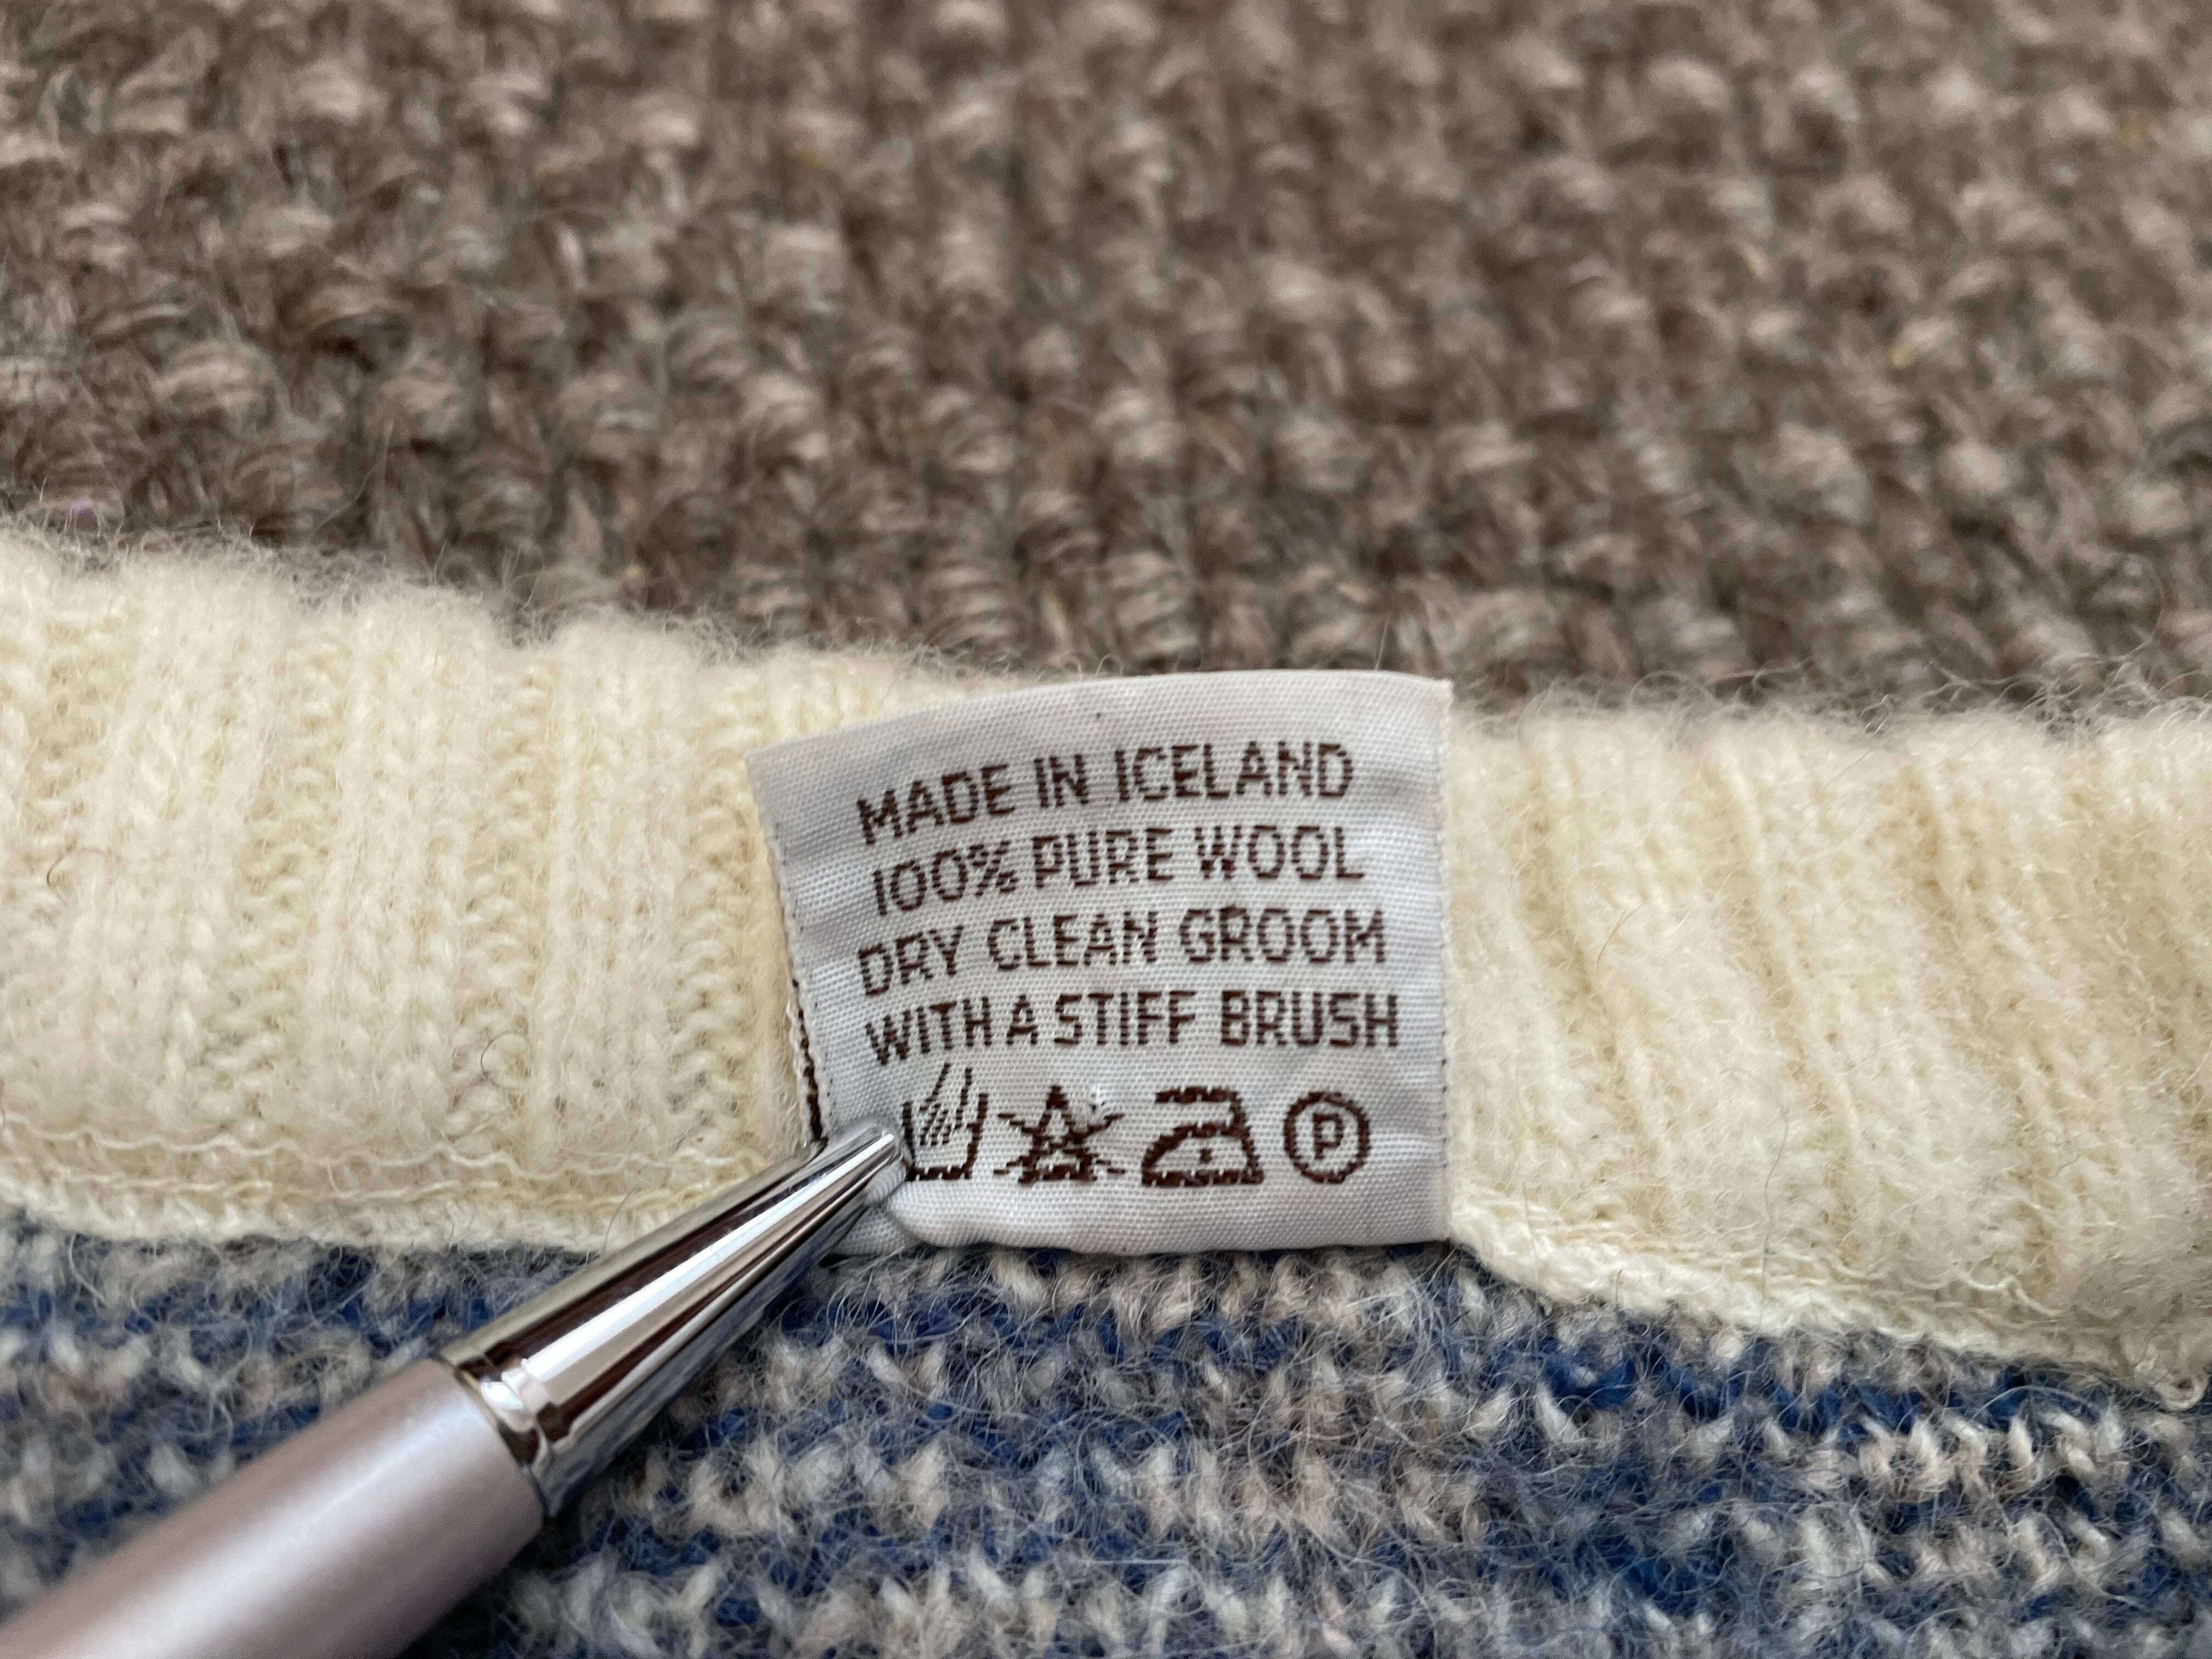 MADE IN ICELAND
100% PURE WOOL
DRY CLEAN GROOM
WITH A STIFF BRUSH
P